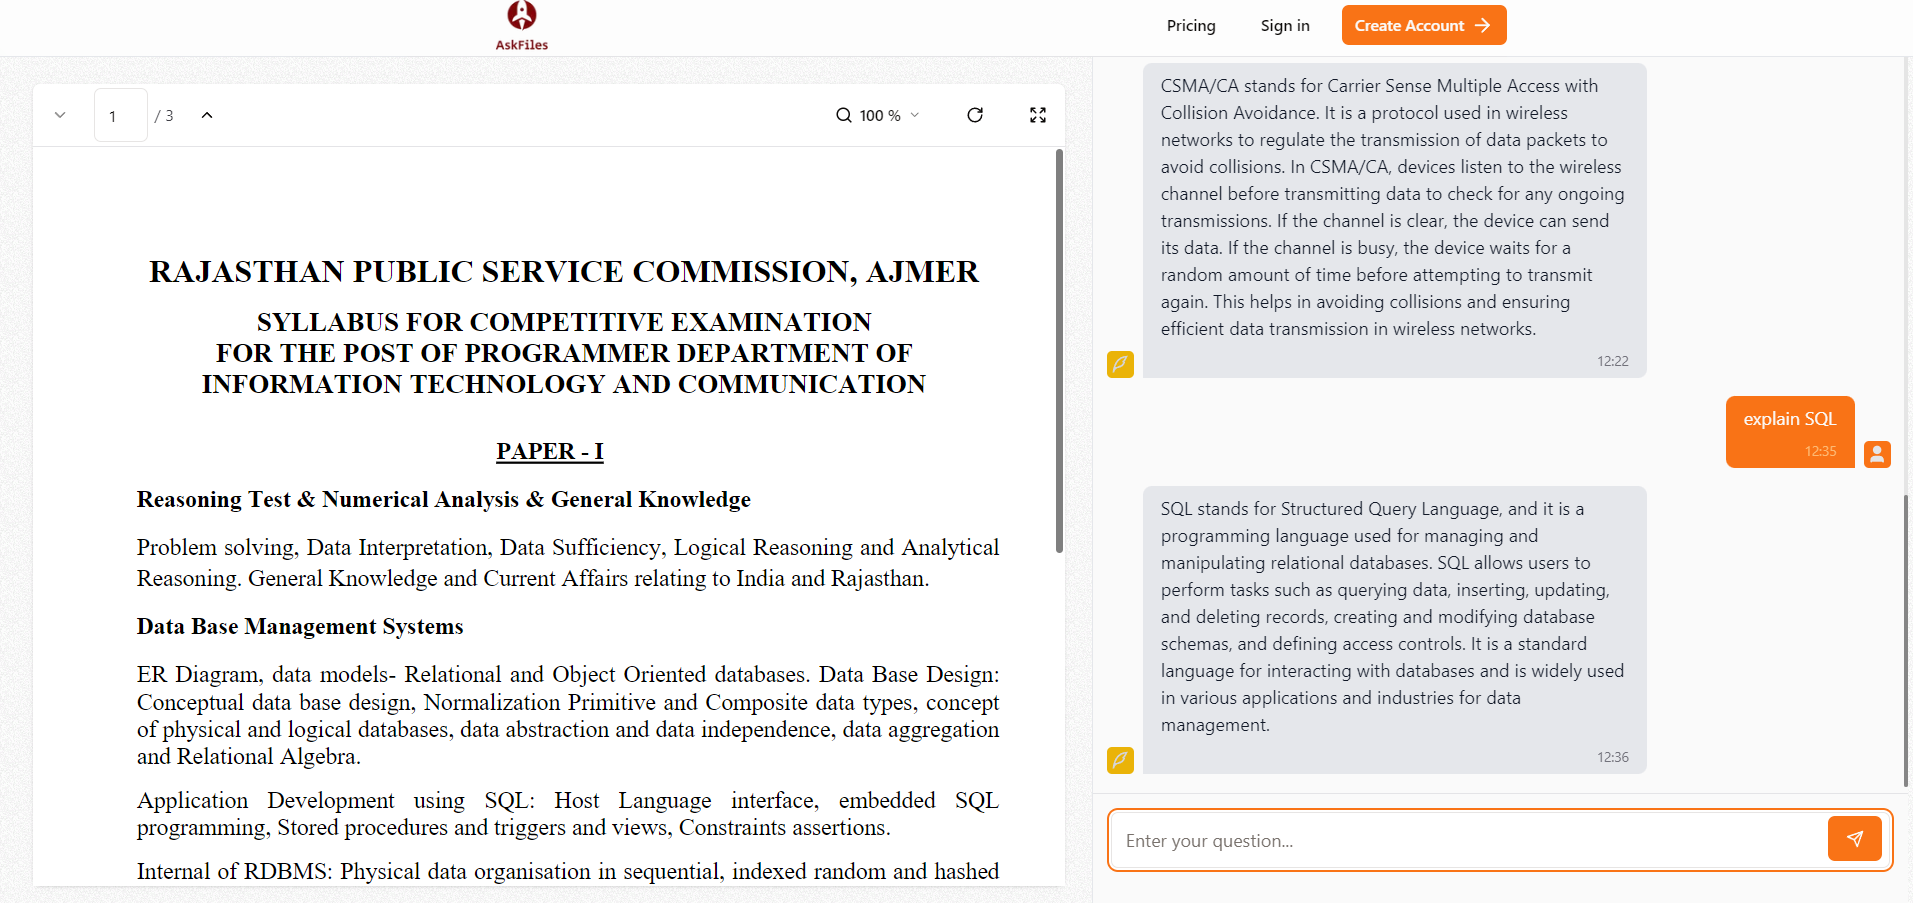 AskFiles
Pricing
Sign in
Create Account
1
/ 3
100 %
RAJASTHAN PUBLIC SERVICE COMMISSION, AJMER
SYLLABUS FOR COMPETITIVE EXAMINATION
FOR THE POST OF PROGRAMMER DEPARTMENT OF
INFORMATION TECHNOLOGY AND COMMUNICATION
PAPER - I
Reasoning Test & Numerical Analysis & General Knowledge
Problem solving, Data Interpretation, Data Sufficiency, Logical Reasoning and Analytical
Reasoning. General Knowledge and Current Affairs relating to India and Rajasthan.
Data Base Management Systems
ER Diagram, data models- Relational and Object Oriented databases. Data Base Design:
Conceptual data base design, Normalization Primitive and Composite data types, concept
of physical and logical databases, data abstraction and data independence, data aggregation
and Relational Algebra.
Application Development using SQL: Host Language interface, embedded SQL
programming, Stored procedures and triggers and views, Constraints assertions.
Internal of RDBMS: Physical data organisation in sequential, indexed random and hashed
CSMA/CA stands for Carrier Sense Multiple Access with
Collision Avoidance. It is a protocol used in wireless
networks to regulate the transmission of data packets to
avoid collisions. In CSMA/CA, devices listen to the wireless
channel before transmitting data to check for any ongoing
transmissions. If the channel is clear, the device can send
its data. If the channel is busy, the device waits for a
random amount of time before attempting to transmit
again. This helps in avoiding collisions and ensuring
efficient data transmission in wireless networks.
12:22
explain SQL
12:35
SQL stands for Structured Query Language, and it is a
programming language used for managing and
manipulating relational databases. SQL allows users to
perform tasks such as querying data, inserting, updating,
and deleting records, creating and modifying database
schemas, and defining access controls. It is a standard
language for interacting with databases and is widely used
in various applications and industries for data
management.
12:36
Enter your question...